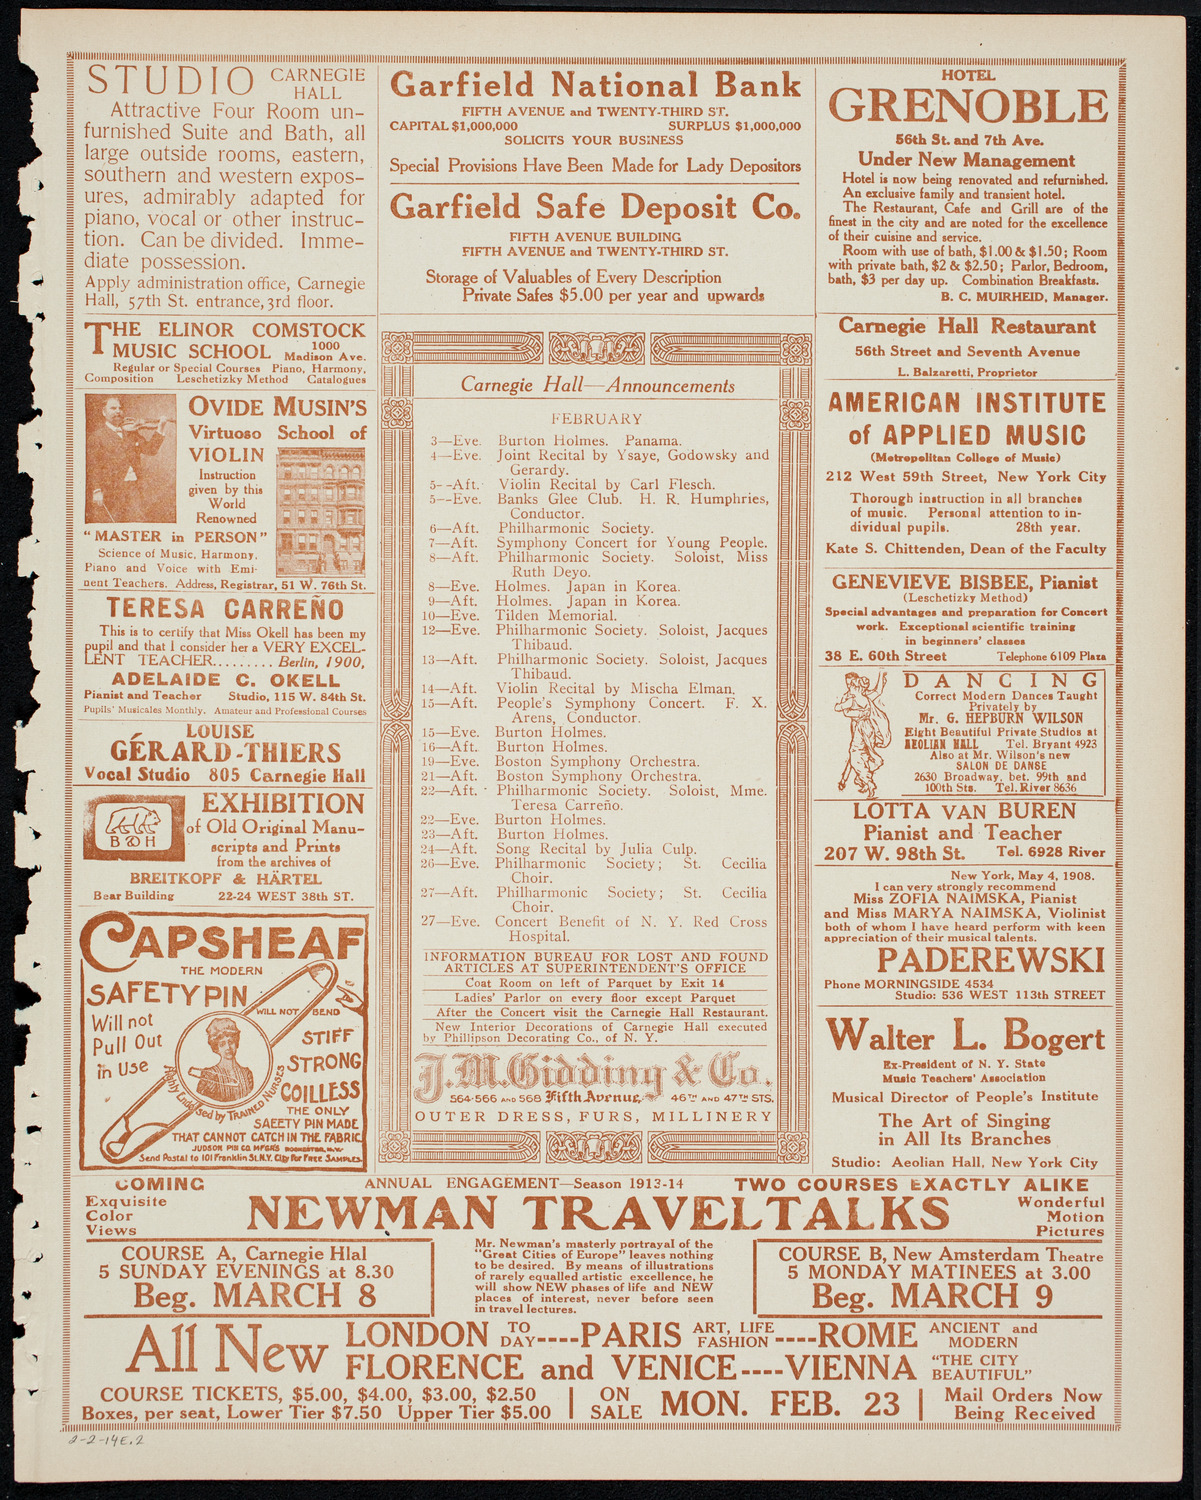 STUDIO CARNEGIE HALL
Attractive Four Room un-
furnished Suite and Bath, all
large outside rooms, eastern,
southern and western expos-
ures, admirably adapted for
piano, vocal or other instruc-
tion. Can be divided. Imme-
diate possession.
Apply administration office, Carnegie
Hall, 57th St. entrance, 3rd floor.
THE ELINOR COMSTOCK
MUSIC SCHOOL 1000 Madison Ave.
Regular or Special Courses Piano, Harmony,
Composition Leschetizky Method Catalogues
OVIDE MUSIN'S
Virtuoso School of
VIOLIN
Instruction
given by this
World
Renowned
"MASTER in PERSON"
Science of Music, Harmony,
Piano and Voice with Emi-
nent Teachers. Address, Registrar, 51 W. 76th St.
TERESA CARREÑO
This is to certify that Miss Okell has been my
pupil and that I consider her a VERY EXCEL-
LENT TEACHER......... Berlin, 1900,
ADELAIDE C. OKELL
Pianist and Teacher Studio, 115 W. 84th St.
Pupils' Musicales Monthly. Amateur and Professional Courses
LOUISE
GÉRARD-THIERS
Vocal Studio 805 Carnegie Hall
B & H
EXHIBITION
of Old Original Manu-
scripts and Prints
from the archives of
BREITKOPF & HÄRTEL
Bear Building 22-24 WEST 38th ST.
CAPSHEAF
THE MODERN
SAFETY PIN
WILL NOT BEND
Will not
Pull Out
in Use
STIFF
STRONG
COILLESS
Highly Endorsed by TRAINED NURSES
THE ONLY
SAFETY PIN MADE
THAT CANNOT CATCH IN THE FABRIC.
JUDSON PIN CO. MFGRS ROCHESTER, N.Y.
Send Postal to 101 Franklin St. N.Y. City For FREE SAMPLES.
Garfield National Bank
FIFTH AVENUE and TWENTY-THIRD ST.
CAPITAL $1,000,000 SURPLUS $1,000,000
SOLICITS YOUR BUSINESS
Special Provisions Have Been Made for Lady Depositors
Garfield Safe Deposit Co.
FIFTH AVENUE BUILDING
FIFTH AVENUE and TWENTY-THIRD ST.
Storage of Valuables of Every Description
Private Safes $5.00 per year and upwards
Carnegie Hall—Announcements
FEBRUARY
3—Eve. Burton Holmes. Panama.
4—Eve. Joint Recital by Ysaye, Godowsky and
Gerardy.
5--Aft. Violin Recital by Carl Flesch.
5—Eve. Banks Glee Club. H. R. Humphries,
Conductor.
6—Aft. Philharmonic Society.
7—Aft. Symphony Concert for Young People.
8—Aft. Philharmonic Society. Soloist, Miss
Ruth Deyo.
8—Eve. Holmes. Japan in Korea.
9—Aft. Holmes. Japan in Korea.
10—Eve. Tilden Memorial.
12—Eve. Philharmonic Society. Soloist, Jacques
Thibaud.
13—Aft. Philharmonic Society. Soloist, Jacques
Thibaud.
14—Aft. Violin Recital by Mischa Elman.
15—Aft. People's Symphony Concert. F. X.
Arens, Conductor.
15—Eve. Burton Holmes.
16—Aft. Burton Holmes.
19—Eve. Boston Symphony Orchestra.
21—Aft. Boston Symphony Orchestra.
22—Aft. Philharmonic Society. Soloist, Mme.
Teresa Carreño.
22—Eve. Burton Holmes.
23—Aft. Burton Holmes.
24—Aft. Song Recital by Julia Culp.
26—Eve. Philharmonic Society; St. Cecilia
Choir.
27—Aft. Philharmonic Society; St. Cecilia
Choir.
27—Eve. Concert Benefit of N. Y. Red Cross
Hospital.
INFORMATION BUREAU FOR LOST AND FOUND
ARTICLES AT SUPERINTENDENT'S OFFICE
Coat Room on left of Parquet by Exit 14
Ladies' Parlor on every floor except Parquet
After the Concert visit the Carnegie Hall Restaurant.
New Interior Decorations of Carnegie Hall executed
by Phillipson Decorating Co., of N. Y.
J. M. Gidding & Co.
564-566 AND 568 Fifth Avenue, 46TH AND 47TH STS.
OUTER DRESS, FURS, MILLINERY
HOTEL
GRENOBLE
56th St. and 7th Ave.
Under New Management
Hotel is now being renovated and refurnished.
An exclusive family and transient hotel.
The Restaurant, Cafe and Grill are of the
finest in the city and are noted for the excellence
of their cuisine and service.
Room with use of bath, $1.00 & $1.50; Room
with private bath, $2 & $2.50; Parlor, Bedroom,
bath, $3 per day up. Combination Breakfasts.
B. C. MUIRHEID, Manager.
Carnegie Hall Restaurant
56th Street and Seventh Avenue
L. Balzaretti, Proprietor
AMERICAN INSTITUTE
of APPLIED MUSIC
(Metropolitan College of Music)
212 West 59th Street, New York City
Thorough instruction in all branches
of music. Personal attention to in-
dividual pupils. 28th year.
Kate S. Chittenden, Dean of the Faculty
GENEVIEVE BISBEE, Pianist
(Leschetizky Method)
Special advantages and preparation for Concert
work. Exceptional scientific training
in beginners' classes
38 E. 60th Street Telephone 6109 Plaza
DANCING
Correct Modern Dances Taught
Privately by
Mr. G. HEPBURN WILSON
Eight Beautiful Private Studios at
AEOLIAN HALL Tel. Bryant 4923
Also at Mr. Wilson's new
SALON DE DANSE
2630 Broadway, bet. 99th and
100th Sts. Tel. River 8636
LOTTA VAN BUREN
Pianist and Teacher
207 W. 98th St. Tel. 6928 River
New York, May 4, 1908.
I can very strongly recommend
Miss ZOFIA NAIMSKA, Pianist
and Miss MARYA NAIMSKA, Violinist
both of whom I have heard perform with keen
appreciation of their musical talents.
PADEREWSKI
Phone MORNINGSIDE 4534
Studio: 536 WEST 113th STREET
Walter L. Bogert
Ex-President of N. Y. State
Music Teachers' Association
Musical Director of People's Institute
The Art of Singing
in All Its Branches
Studio: Aeolian Hall, New York City
COMING ANNUAL ENGAGEMENT—Season 1913-14 TWO COURSES EXACTLY ALIKE
Exquisite
Color
Views
NEWMAN TRAVELTALKS
Wonderful
Motion
Pictures
COURSE A, Carnegie Hlal
5 SUNDAY EVENINGS at 8.30
Beg. MARCH 8
Mr. Newman's masterly portrayal of the
"Great Cities of Europe" leaves nothing
to be desired. By means of illustrations
of rarely equalled artistic excellence, he
will show NEW phases of life and NEW
places of interest, never before seen
in travel lectures.
COURSE B, New Amsterdam Theatre
5 MONDAY MATINEES at 3.00
Beg. MARCH 9
All New
LONDON TO DAY----PARIS ART, LIFE FASHION----ROME ANCIENT and MODERN
FLORENCE and VENICE----VIENNA "THE CITY BEAUTIFUL"
COURSE TICKETS, $5.00, $4.00, $3.00, $2.50
Boxes, per seat, Lower Tier $7.50 Upper Tier $5.00
ON SALE MON. FEB. 23
Mail Orders Now
Being Received
2-2-14E.2